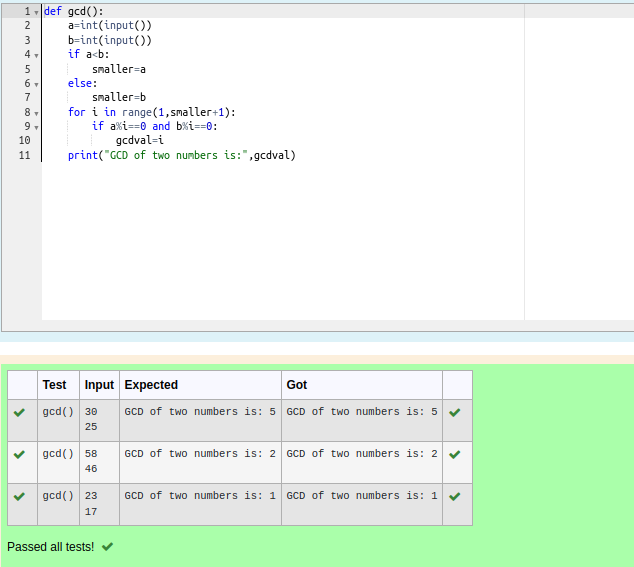 1 def gcd():
2     a=int(input())
3     b=int(input())
4     if a<b:
5         smaller=a
6     else:
7         smaller=b
8     for i in range(1,smaller+1):
9         if a%i==0 and b%i==0:
10             gcdval=i
11     print("GCD of two numbers is:",gcdval)
Test Input Expected Got
gcd() 30 GCD of two numbers is: 5 GCD of two numbers is: 5
25
gcd() 58 GCD of two numbers is: 2 GCD of two numbers is: 2
46
gcd() 23 GCD of two numbers is: 1 GCD of two numbers is: 1
17
Passed all tests!